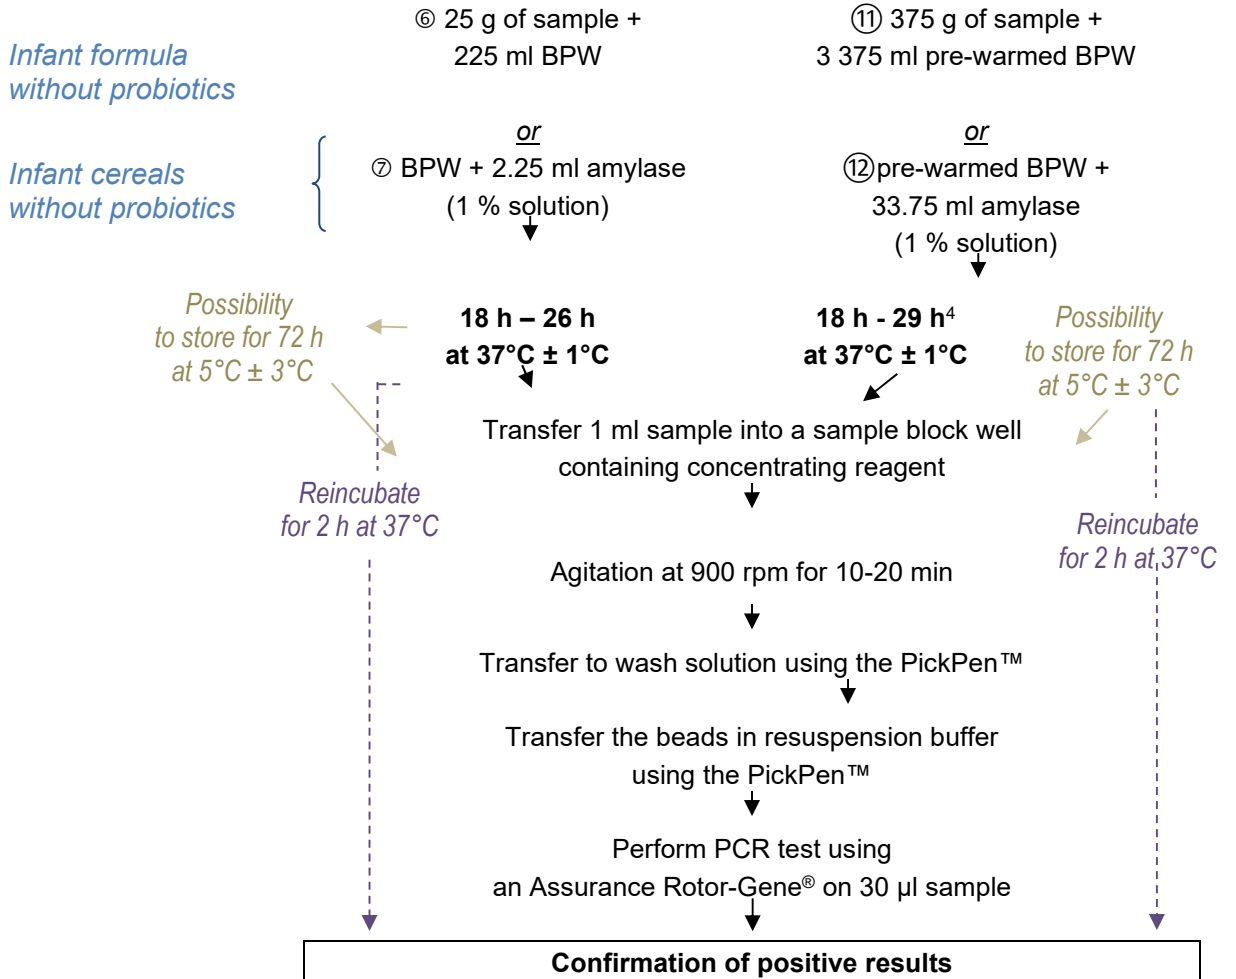 ⑥ 25 g of sample +
225 ml BPW
⑪ 375 g of sample +
3 375 ml pre-warmed BPW
Infant formula
without probiotics
or
⑦ BPW + 2.25 ml amylase
(1 % solution)
or
⑫ pre-warmed BPW +
33.75 ml amylase
(1 % solution)
Infant cereals
without probiotics
Possibility
to store for 72 h
at 5°C ± 3°C
18 h – 26 h
at 37°C ± 1°C
18 h - 29 h⁴
at 37°C ± 1°C
Possibility
to store for 72 h
at 5°C ± 3°C
Transfer 1 ml sample into a sample block well
containing concentrating reagent
Reincubate
for 2 h at 37°C
Reincubate
for 2 h at 37°C
Agitation at 900 rpm for 10-20 min
Transfer to wash solution using the PickPen™
Transfer the beads in resuspension buffer
using the PickPen™
Perform PCR test using
an Assurance Rotor-Gene® on 30 µl sample
Confirmation of positive results